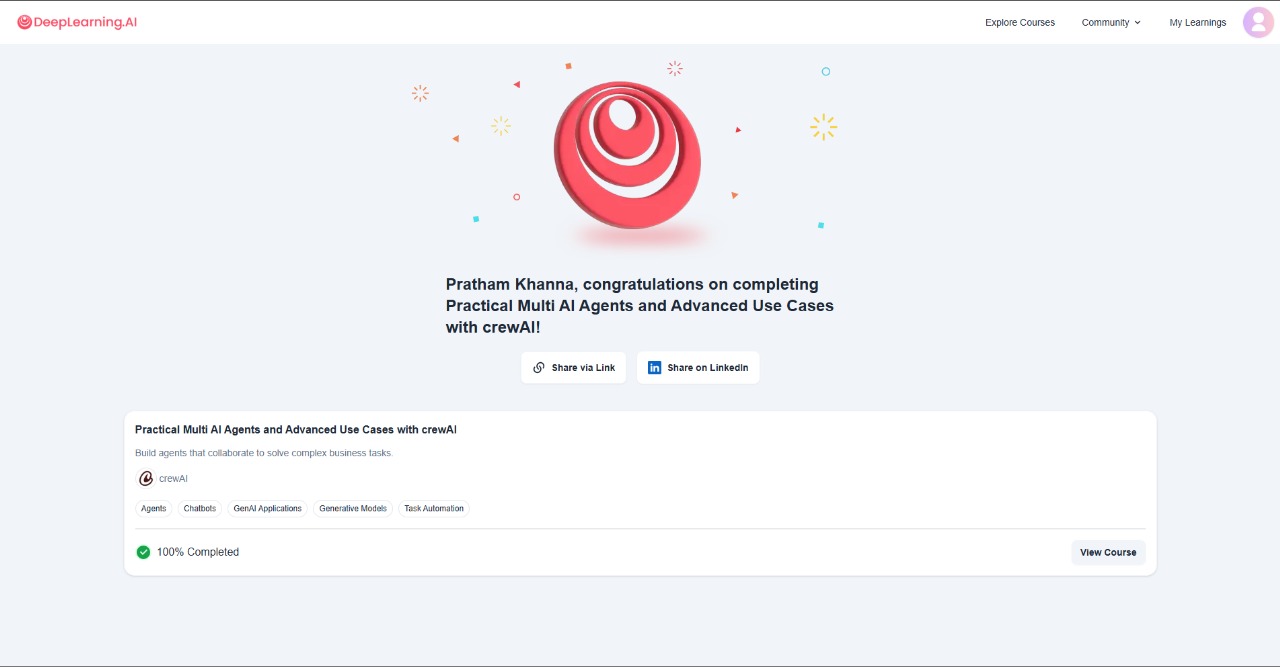 DeepLearning.AI
Explore Courses
Community
My Learnings
Pratham Khanna, congratulations on completing
Practical Multi AI Agents and Advanced Use Cases
with crewAI!
Share via Link
Share on LinkedIn
Practical Multi AI Agents and Advanced Use Cases with crewAI
Build agents that collaborate to solve complex business tasks.
crewAI
Agents
Chatbots
GenAI Applications
Generative Models
Task Automation
100% Completed
View Course